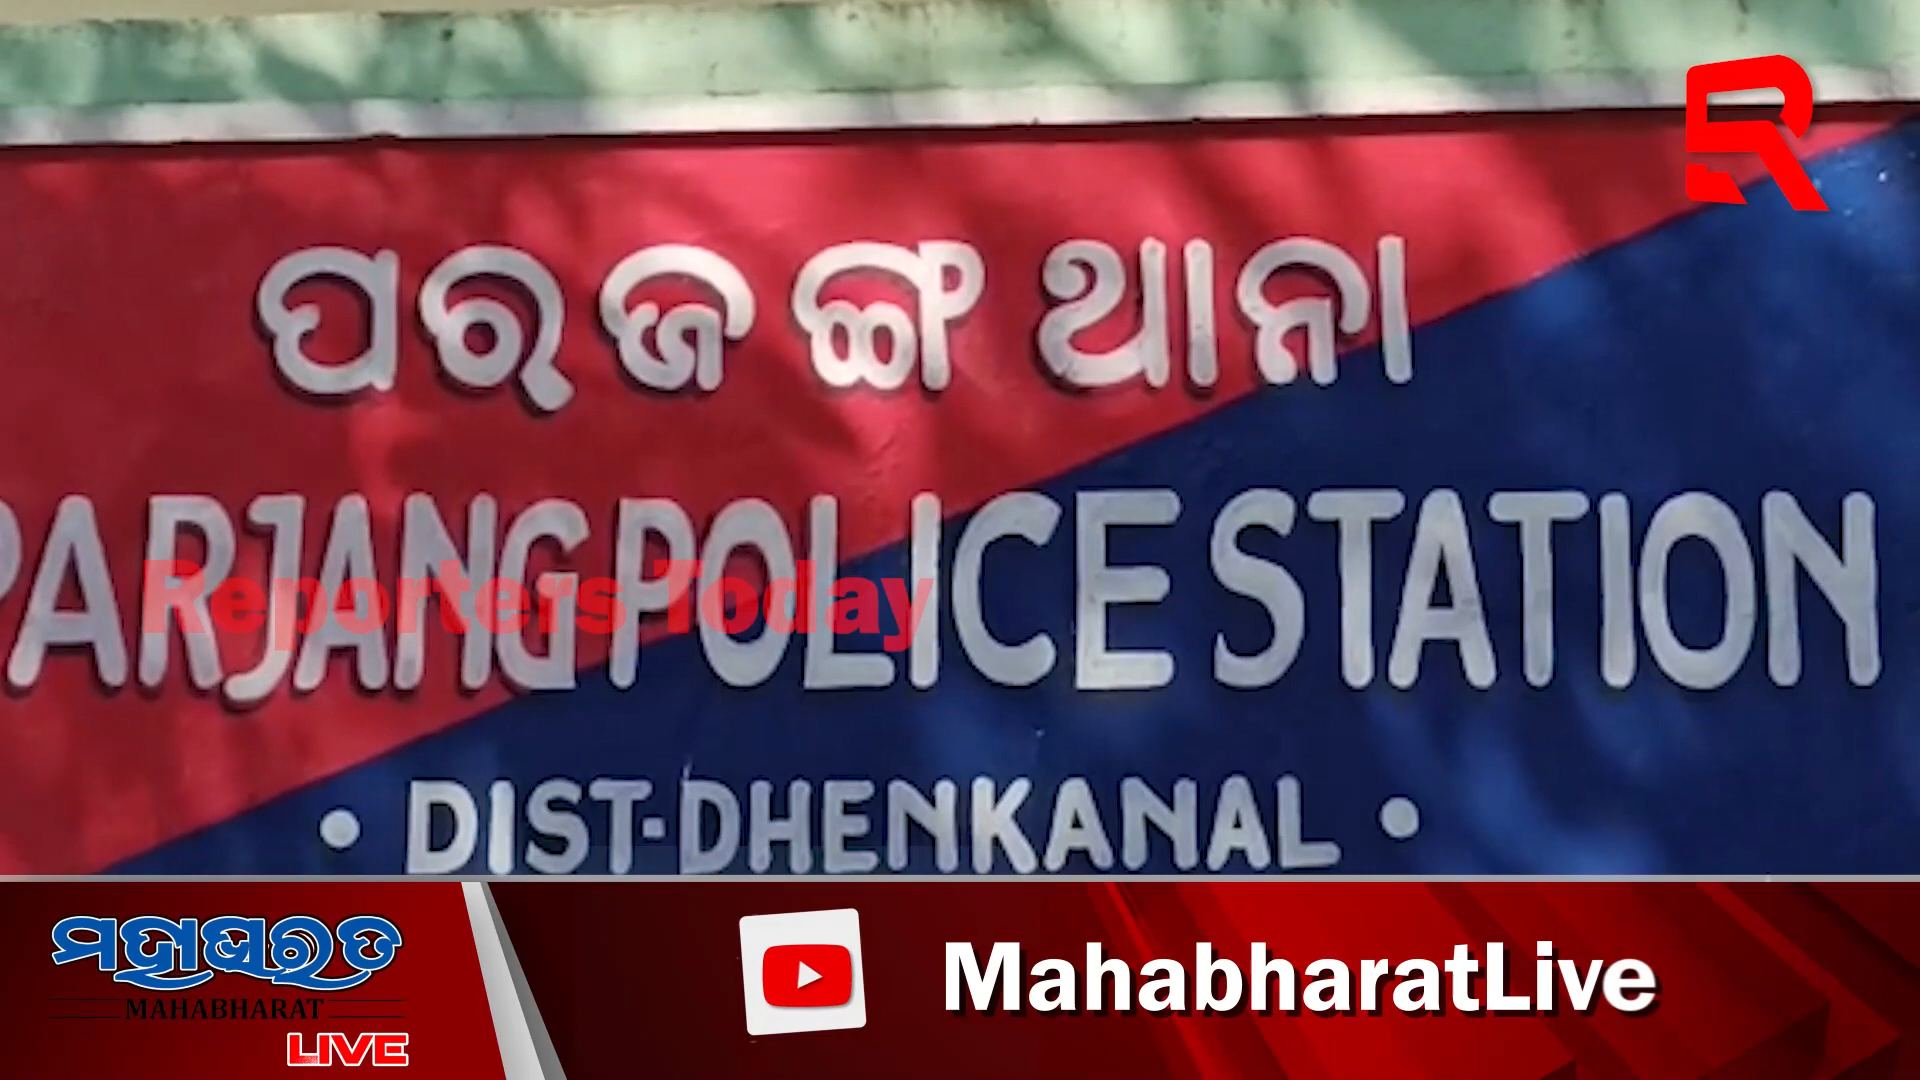 ପରଜଙ୍ଗ ଥାନା
PARJANG POLICE STATION
Reporters Today
• DIST-DHENKANAL •
ମହାଭାରତ
MAHABHARAT
LIVE
MahabharatLive